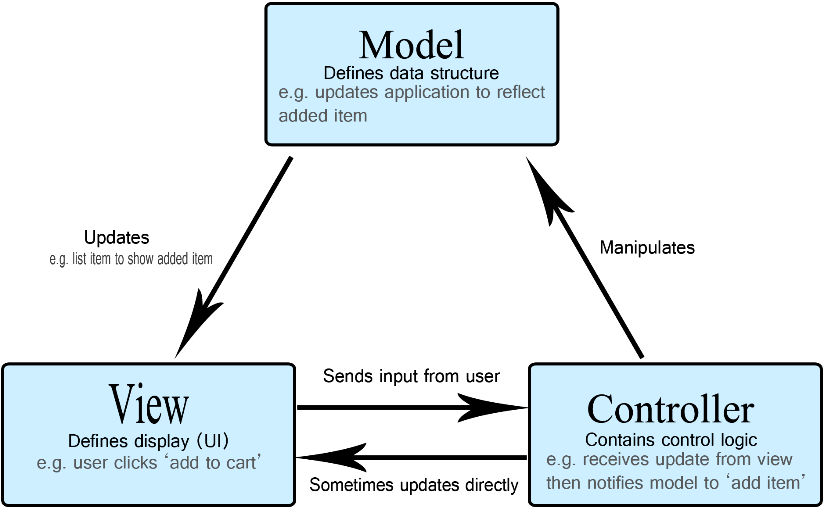 Model
Defines data structure
e.g. updates application to reflect
added item
Updates
e.g. list item to show added item
Manipulates
View
Defines display (UI)
e.g. user clicks ‘add to cart’
Sends input from user
Sometimes updates directly
Controller
Contains control logic
e.g. receives update from view
then notifies model to ‘add item’